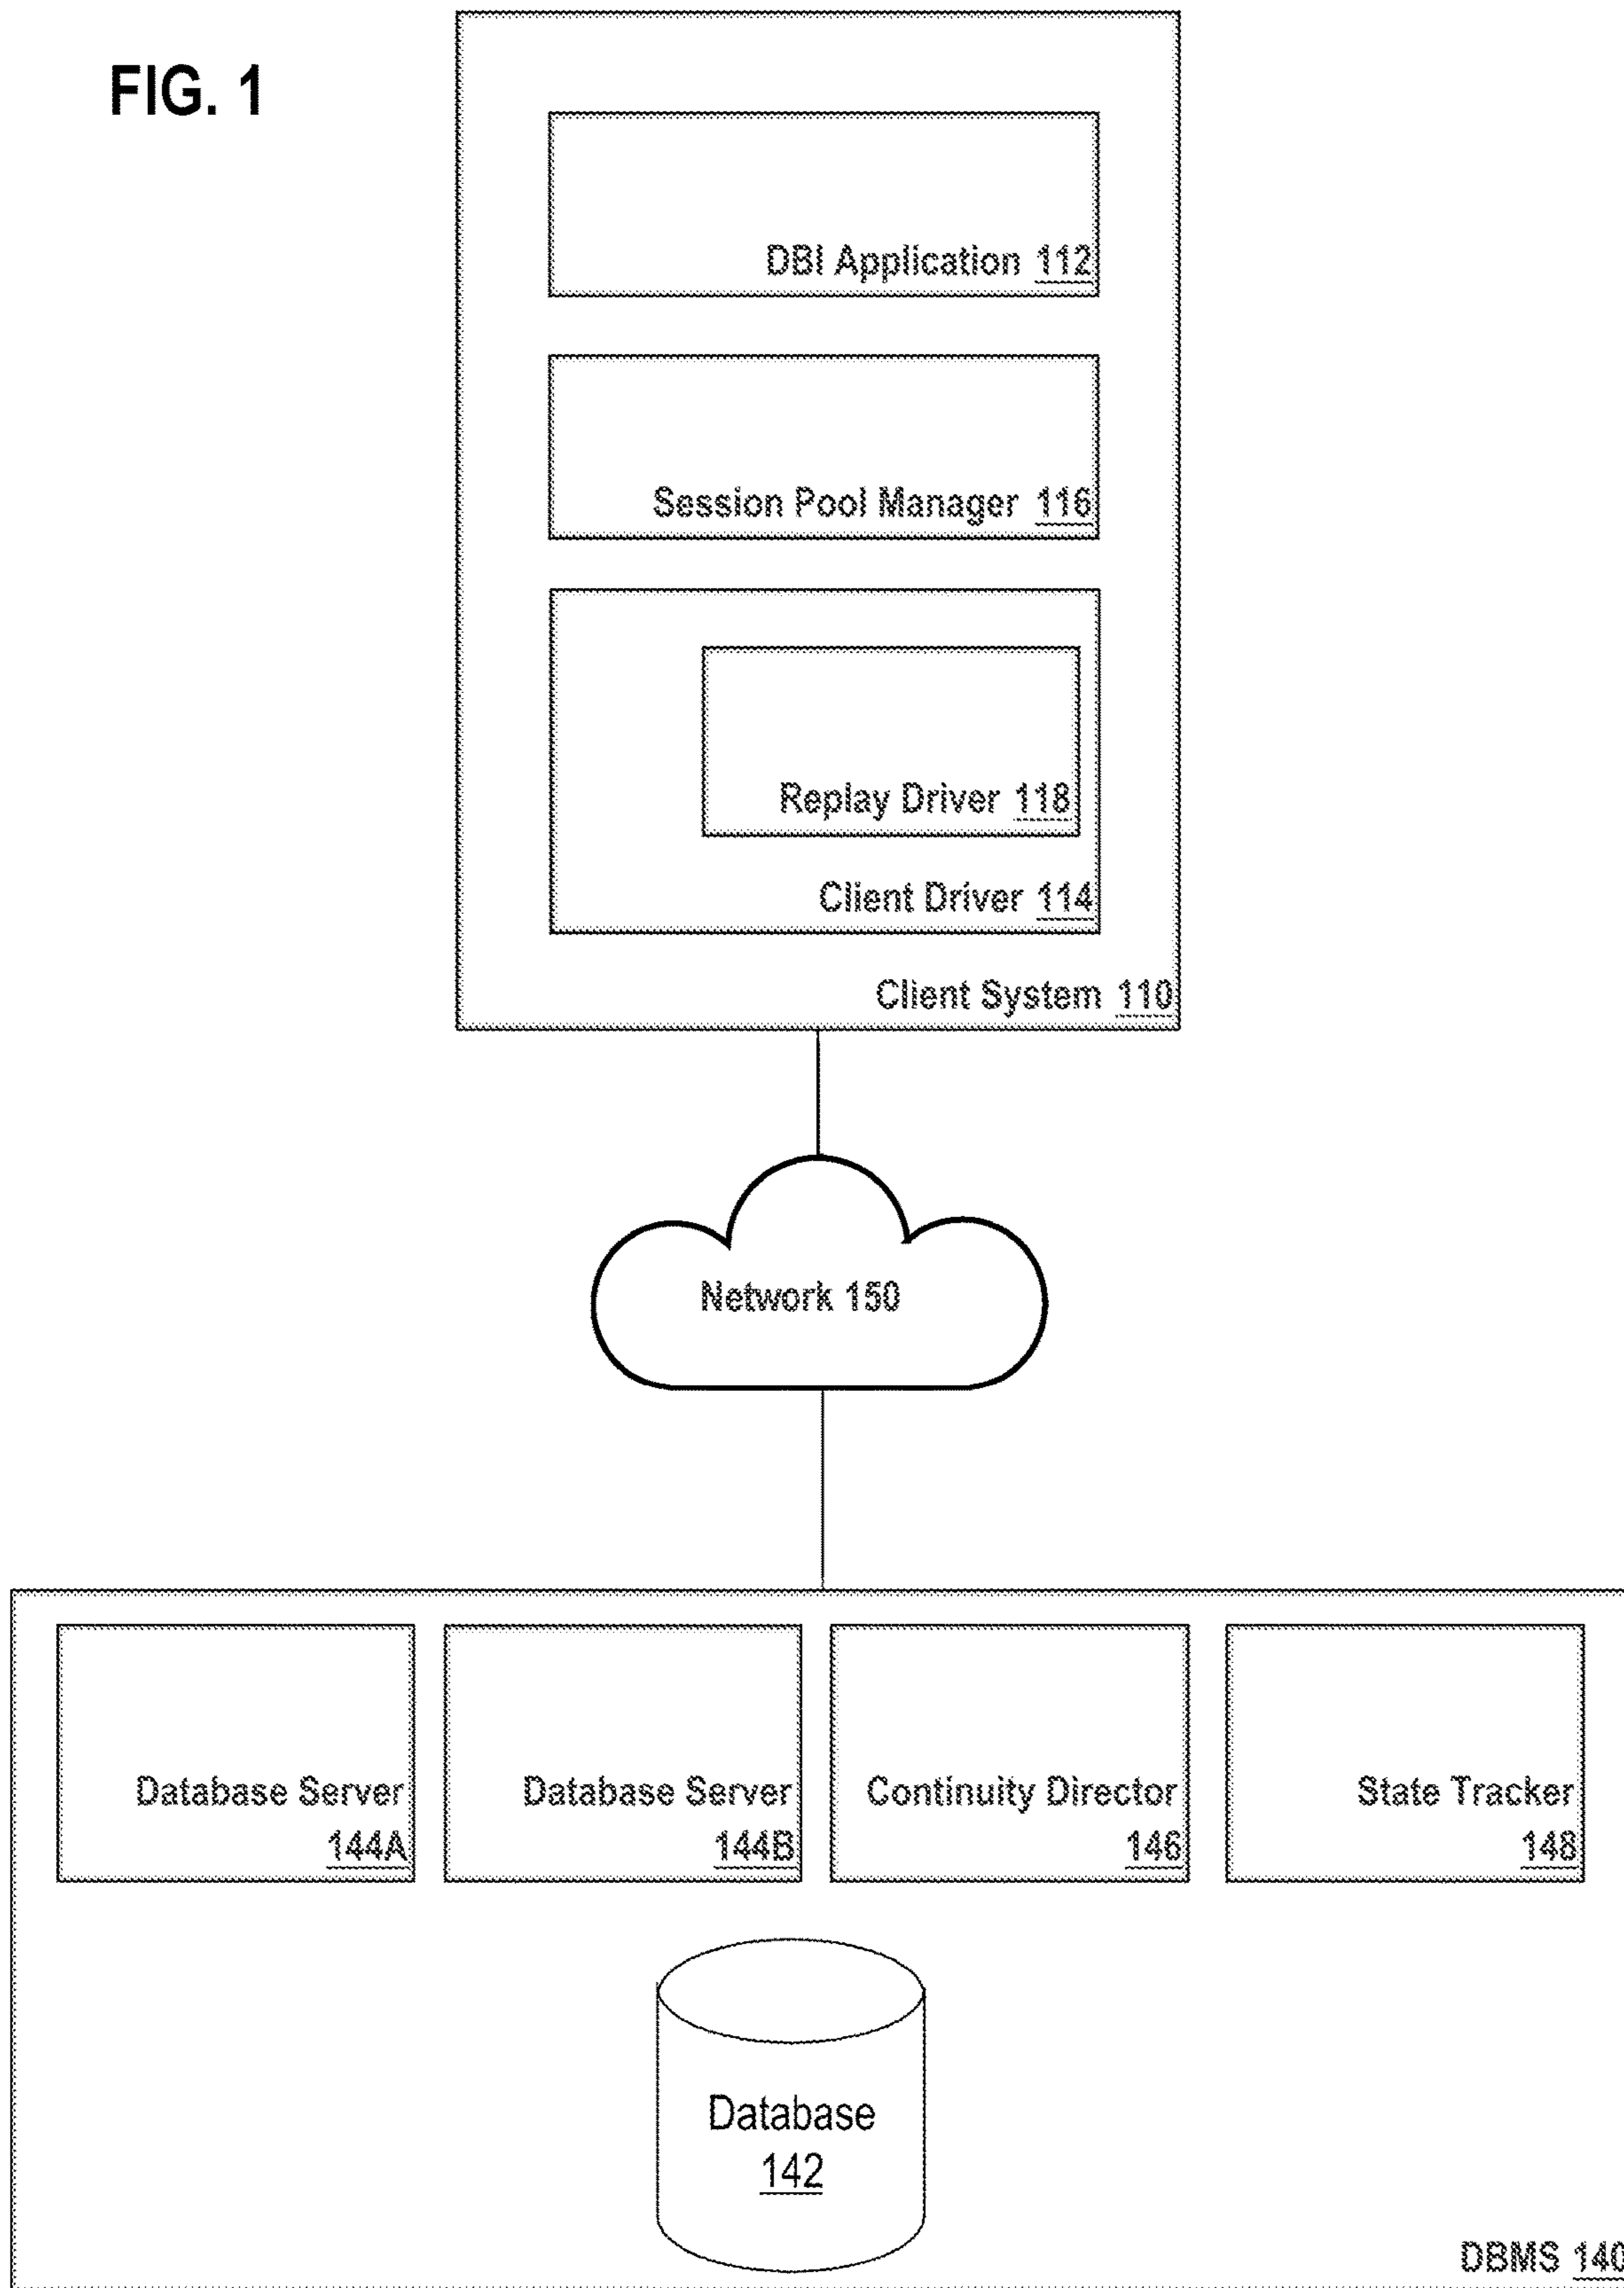 FIG. 1
DBI Application 112
Session Pool Manager 116
Replay Driver 118
Client Driver 114
Client System 110
Network 150
Database Server
144A
Database Server
144B
Continuity Director
146
State Tracker
148
Database
142
DBMS 140